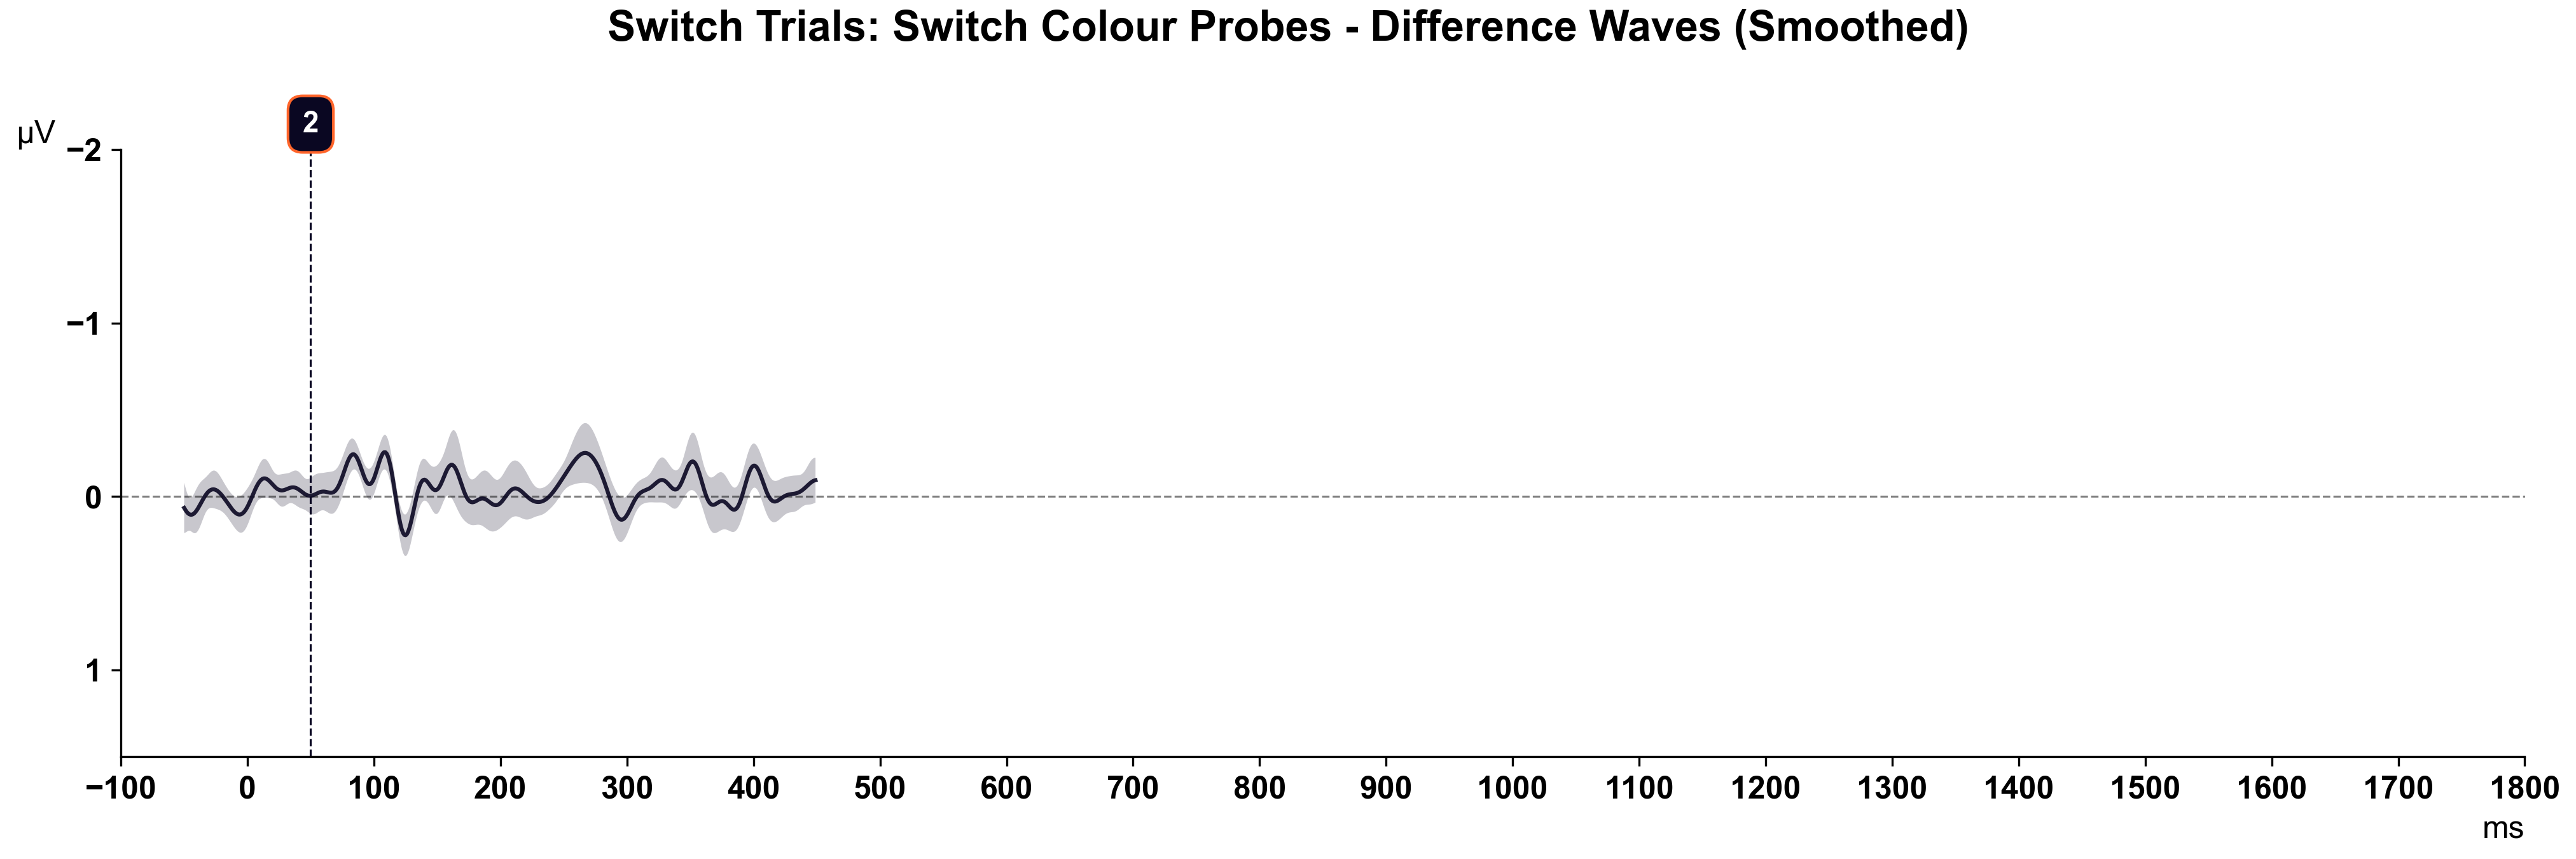 Switch Trials: Switch Colour Probes - Difference Waves (Smoothed)
2
µV
−2
−1
0
1
−100 0 100 200 300 400 500 600 700 800 900 1000 1100 1200 1300 1400 1500 1600 1700 1800
ms